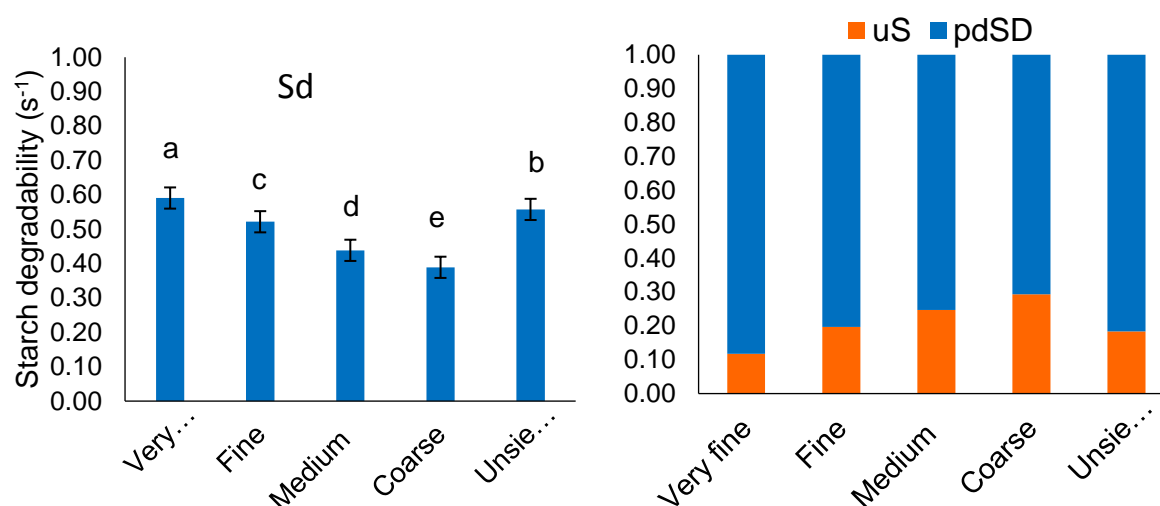 Sd
Starch degradability (s⁻¹)
1.00
0.90
0.80
0.70
0.60
0.50
0.40
0.30
0.20
0.10
0.00
a
c
d
e
b
Very…
Fine
Medium
Coarse
Unsie…
uS pdSD
1.00
0.90
0.80
0.70
0.60
0.50
0.40
0.30
0.20
0.10
0.00
Very fine
Fine
Medium
Coarse
Unsie…